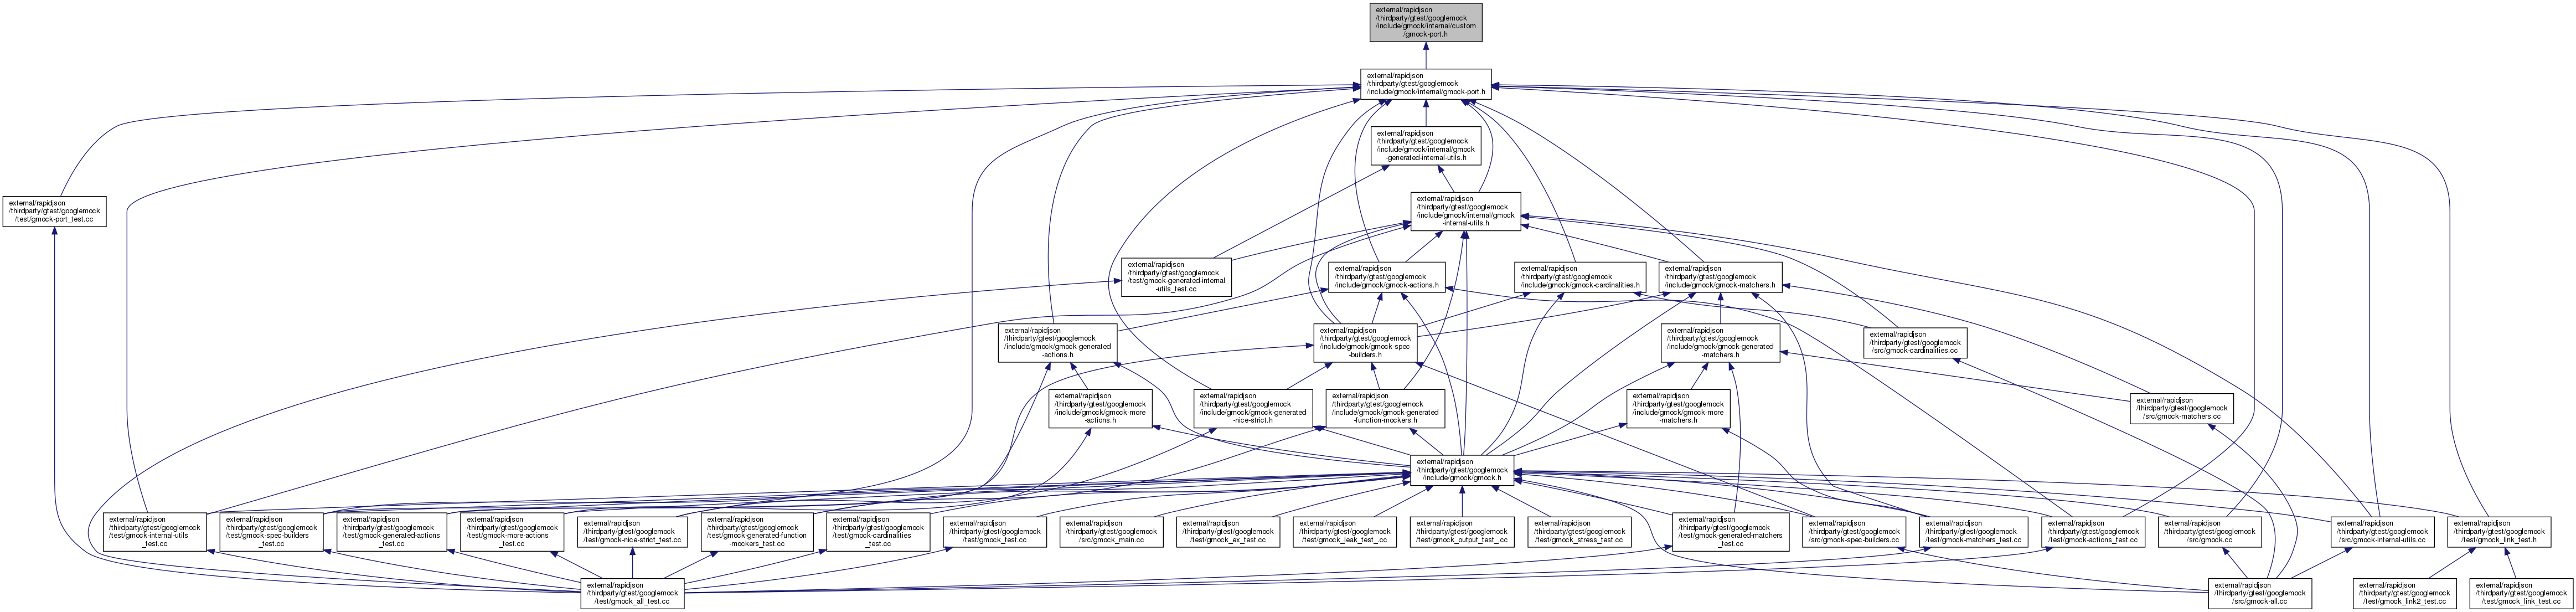 external/rapidjson
/thirdparty/gtest/googlemock
/include/gmock/internal/custom
/gmock-port.h
external/rapidjson
/thirdparty/gtest/googlemock
/include/gmock/internal/gmock-port.h
external/rapidjson
/thirdparty/gtest/googlemock
/include/gmock/internal/gmock
-generated-internal-utils.h
external/rapidjson
/thirdparty/gtest/googlemock
/test/gmock-port_test.cc
external/rapidjson
/thirdparty/gtest/googlemock
/include/gmock/internal/gmock
-internal-utils.h
external/rapidjson
/thirdparty/gtest/googlemock
/test/gmock-generated-internal
-utils_test.cc
external/rapidjson
/thirdparty/gtest/googlemock
/include/gmock/gmock-actions.h
external/rapidjson
/thirdparty/gtest/googlemock
/include/gmock/gmock-cardinalities.h
external/rapidjson
/thirdparty/gtest/googlemock
/include/gmock/gmock-matchers.h
external/rapidjson
/thirdparty/gtest/googlemock
/include/gmock/gmock-generated
-actions.h
external/rapidjson
/thirdparty/gtest/googlemock
/include/gmock/gmock-spec
-builders.h
external/rapidjson
/thirdparty/gtest/googlemock
/include/gmock/gmock-generated
-matchers.h
external/rapidjson
/thirdparty/gtest/googlemock
/src/gmock-cardinalities.cc
external/rapidjson
/thirdparty/gtest/googlemock
/include/gmock/gmock-more
-actions.h
external/rapidjson
/thirdparty/gtest/googlemock
/include/gmock/gmock-generated
-nice-strict.h
external/rapidjson
/thirdparty/gtest/googlemock
/include/gmock/gmock-generated
-function-mockers.h
external/rapidjson
/thirdparty/gtest/googlemock
/include/gmock/gmock-more
-matchers.h
external/rapidjson
/thirdparty/gtest/googlemock
/src/gmock-matchers.cc
external/rapidjson
/thirdparty/gtest/googlemock
/include/gmock/gmock.h
external/rapidjson
/thirdparty/gtest/googlemock
/test/gmock-internal-utils
_test.cc
external/rapidjson
/thirdparty/gtest/googlemock
/test/gmock-spec-builders
_test.cc
external/rapidjson
/thirdparty/gtest/googlemock
/test/gmock-generated-actions
_test.cc
external/rapidjson
/thirdparty/gtest/googlemock
/test/gmock-more-actions
_test.cc
external/rapidjson
/thirdparty/gtest/googlemock
/test/gmock-nice-strict_test.cc
external/rapidjson
/thirdparty/gtest/googlemock
/test/gmock-generated-function
-mockers_test.cc
external/rapidjson
/thirdparty/gtest/googlemock
/test/gmock-cardinalities
_test.cc
external/rapidjson
/thirdparty/gtest/googlemock
/test/gmock_test.cc
external/rapidjson
/thirdparty/gtest/googlemock
/src/gmock_main.cc
external/rapidjson
/thirdparty/gtest/googlemock
/test/gmock_ex_test.cc
external/rapidjson
/thirdparty/gtest/googlemock
/test/gmock_leak_test_.cc
external/rapidjson
/thirdparty/gtest/googlemock
/test/gmock_output_test_.cc
external/rapidjson
/thirdparty/gtest/googlemock
/test/gmock_stress_test.cc
external/rapidjson
/thirdparty/gtest/googlemock
/test/gmock-generated-matchers
_test.cc
external/rapidjson
/thirdparty/gtest/googlemock
/src/gmock-spec-builders.cc
external/rapidjson
/thirdparty/gtest/googlemock
/test/gmock-matchers_test.cc
external/rapidjson
/thirdparty/gtest/googlemock
/test/gmock-actions_test.cc
external/rapidjson
/thirdparty/gtest/googlemock
/src/gmock.cc
external/rapidjson
/thirdparty/gtest/googlemock
/src/gmock-internal-utils.cc
external/rapidjson
/thirdparty/gtest/googlemock
/test/gmock_link_test.h
external/rapidjson
/thirdparty/gtest/googlemock
/test/gmock_all_test.cc
external/rapidjson
/thirdparty/gtest/googlemock
/src/gmock-all.cc
external/rapidjson
/thirdparty/gtest/googlemock
/test/gmock_link2_test.cc
external/rapidjson
/thirdparty/gtest/googlemock
/test/gmock_link_test.cc